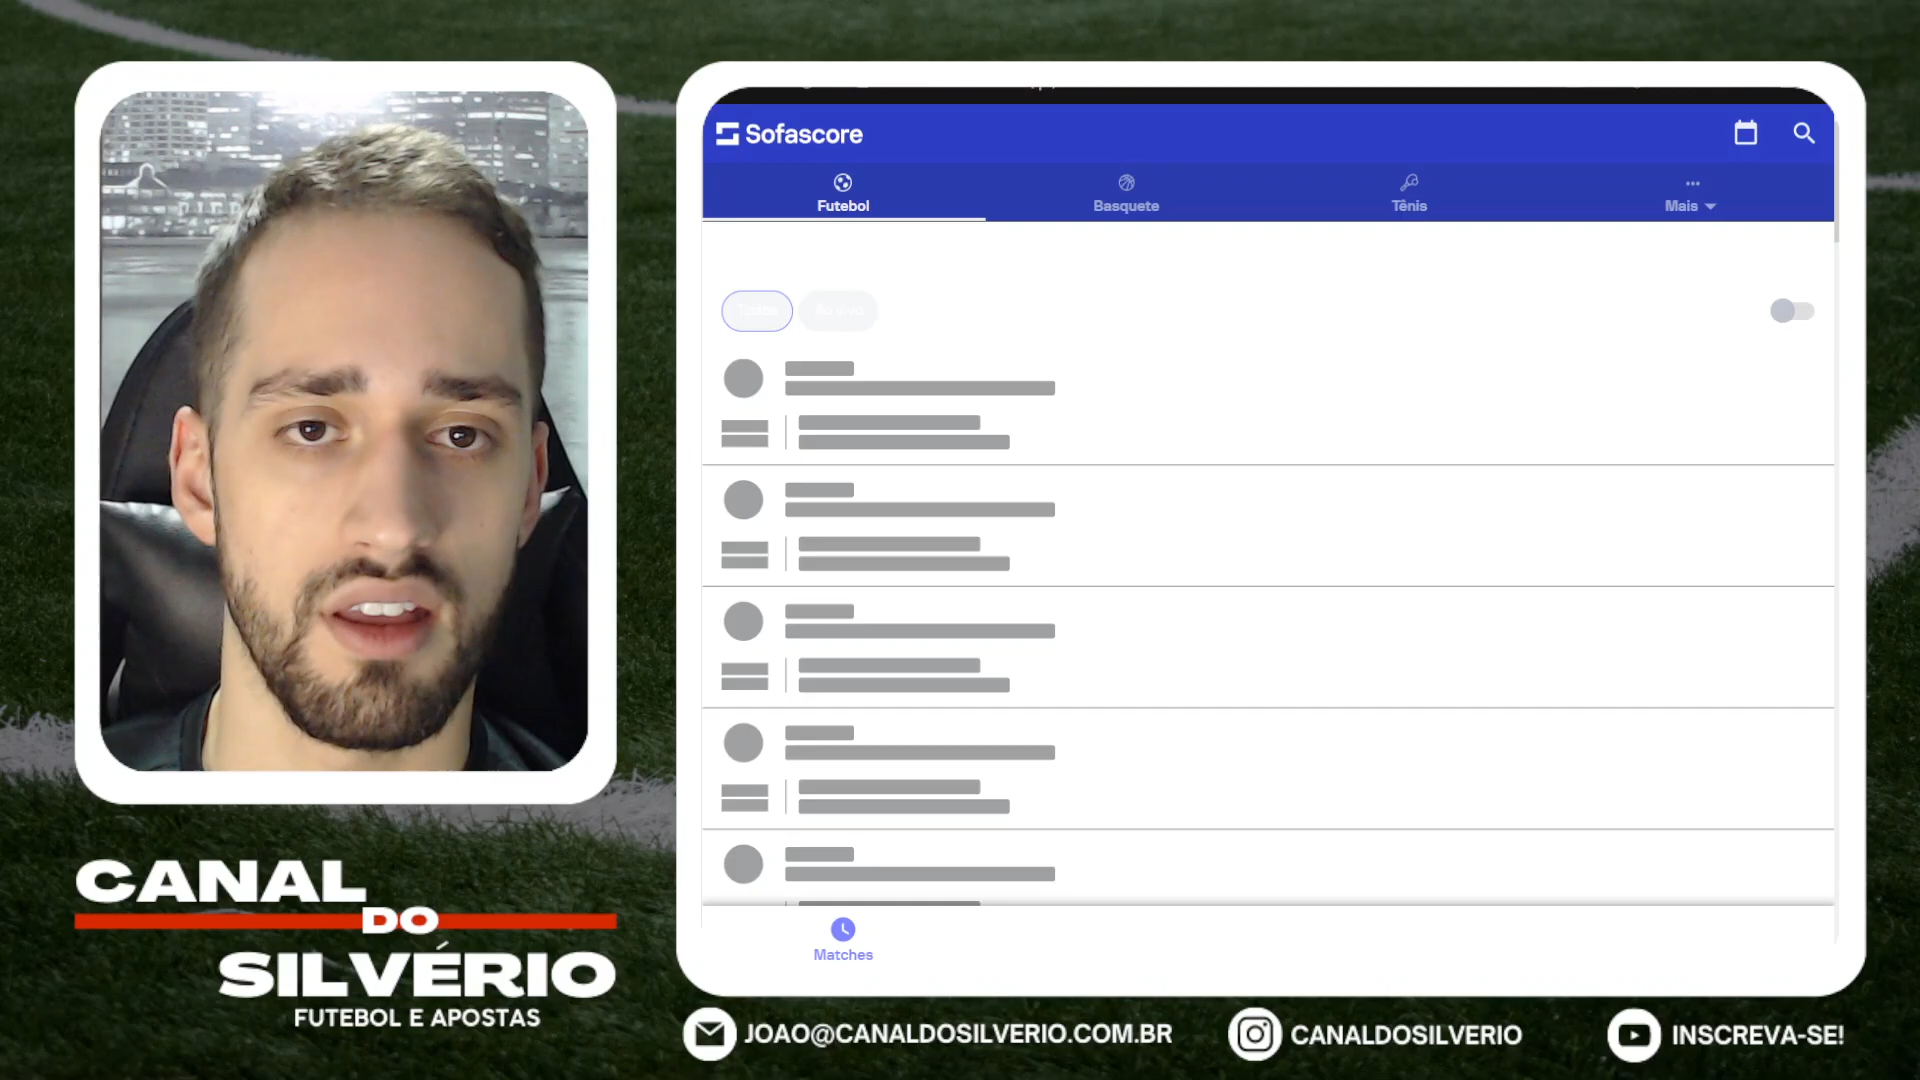 Sofascore
Futebol
Basquete
Tênis
Mais
Matches
CANAL
DO
SILVÉRIO
FUTEBOL E APOSTAS
JOAO@CANALDOSILVERIO.COM.BR
CANALDOSILVERIO
INSCREVA-SE!